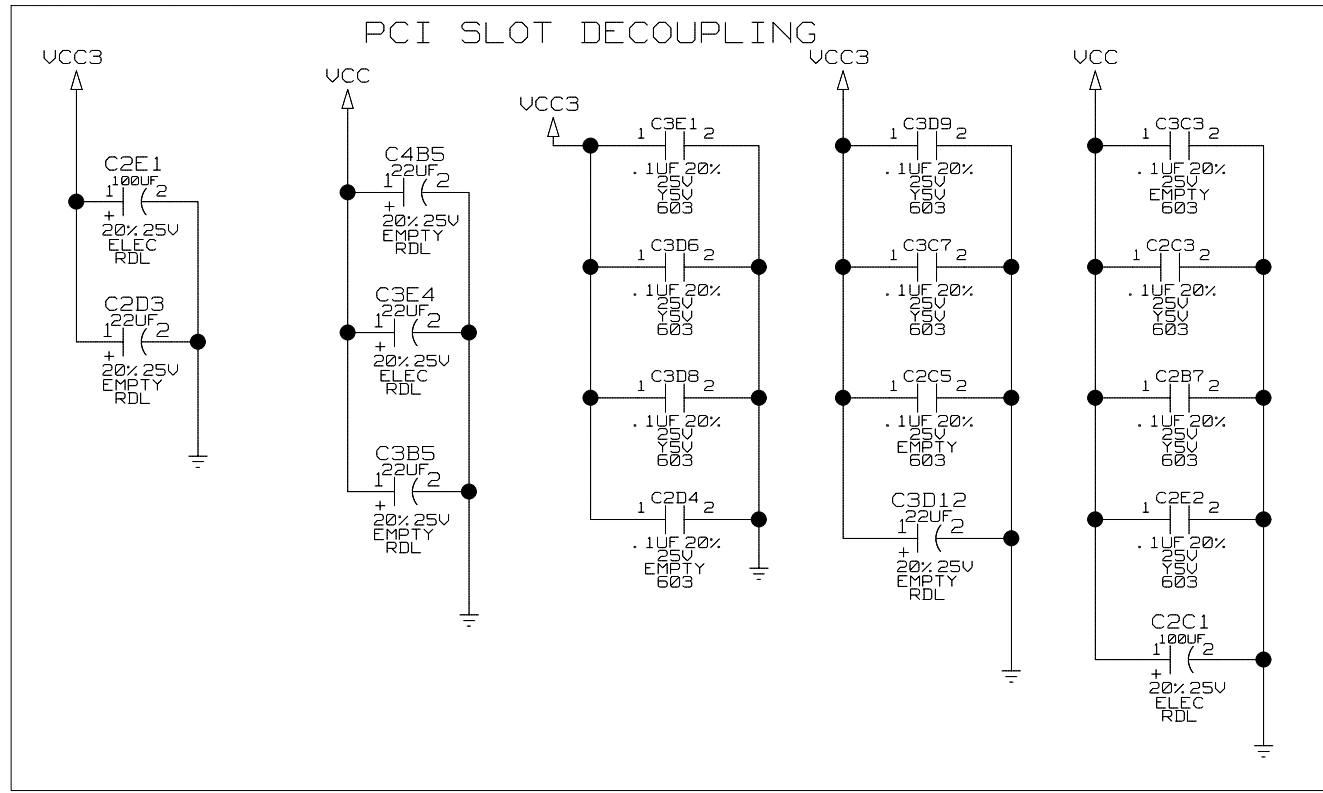 PCI SLOT DECOUPLING
VCC3
C2E1
100UF
1 2
+
20% 25V
ELEC
RDL
C2D3
22UF
1 2
+
20% 25V
EMPTY
RDL
VCC
C4B5
22UF
1 2
+
20% 25V
EMPTY
RDL
C3E4
22UF
1 2
+
20% 25V
ELEC
RDL
C3B5
22UF
1 2
+
20% 25V
EMPTY
RDL
VCC3
C3E1
1 2
.1UF 20%
25V
Y5V
603
C3D6
1 2
.1UF 20%
25V
Y5V
603
C3D8
1 2
.1UF 20%
25V
Y5V
603
C2D4
1 2
.1UF 20%
25V
EMPTY
603
VCC3
C3D9
1 2
.1UF 20%
25V
Y5V
603
C3C7
1 2
.1UF 20%
25V
Y5V
603
C2C5
1 2
.1UF 20%
25V
EMPTY
603
C3D12
22UF
1 2
+
20% 25V
EMPTY
RDL
VCC
C3C3
1 2
.1UF 20%
25V
EMPTY
603
C2C3
1 2
.1UF 20%
25V
Y5V
603
C2B7
1 2
.1UF 20%
25V
Y5V
603
C2E2
1 2
.1UF 20%
25V
Y5V
603
C2C1
100UF
1 2
+
20% 25V
ELEC
RDL